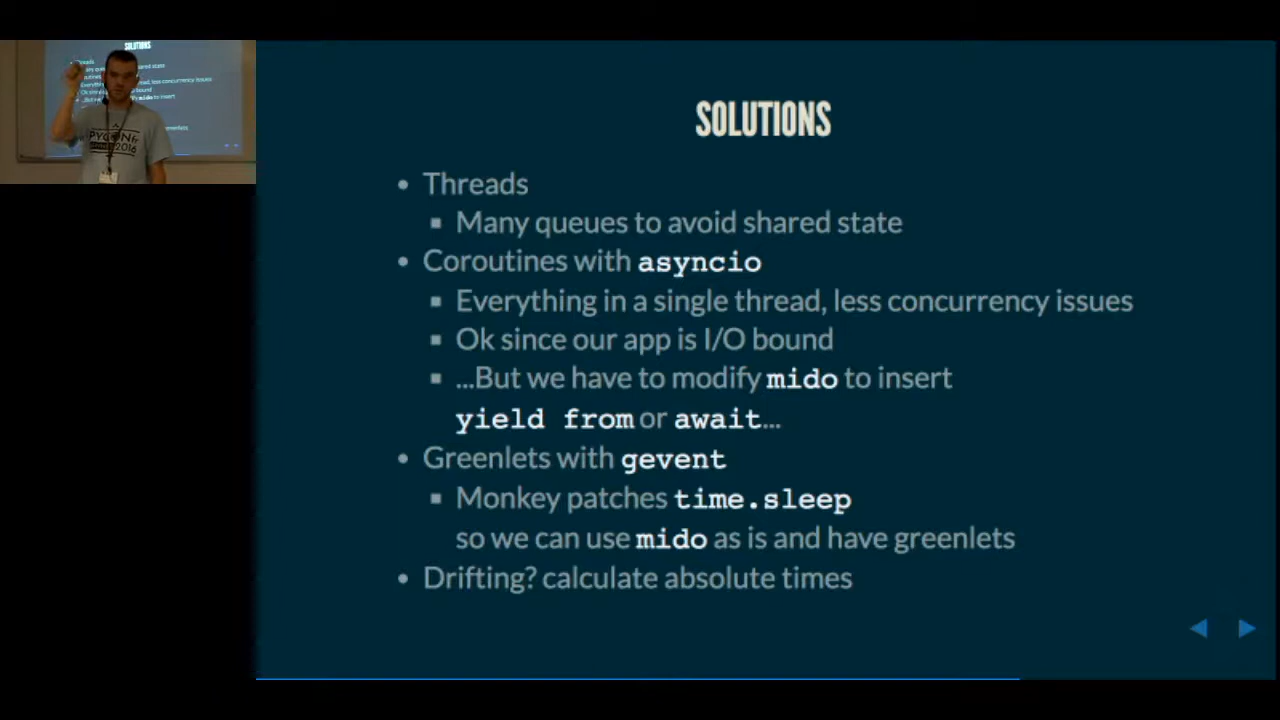 SOLUTIONS
• Threads
▪ Many queues to avoid shared state
• Coroutines with asyncio
▪ Everything in a single thread, less concurrency issues
▪ Ok since our app is I/O bound
▪ ...But we have to modify mido to insert
yield from or await...
• Greenlets with gevent
▪ Monkey patches time.sleep
so we can use mido as is and have greenlets
• Drifting? calculate absolute times
SOLUTIONS
PYCONFR
2016